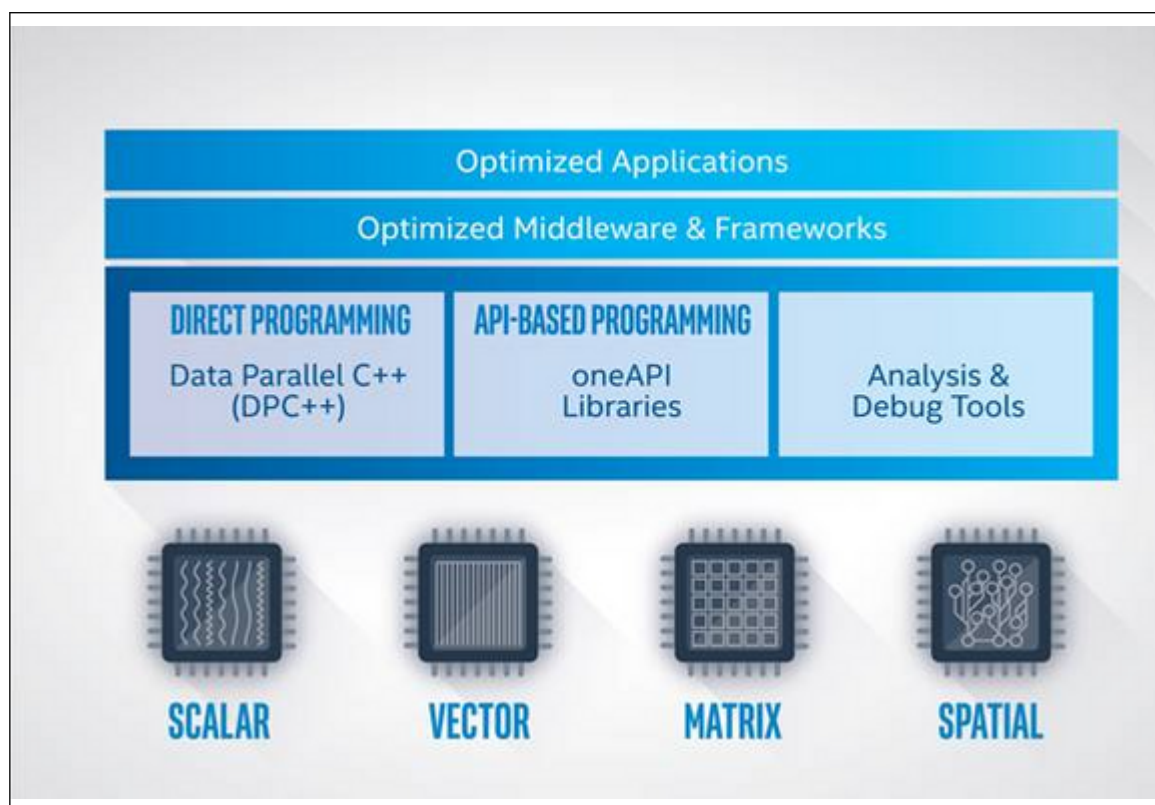 Optimized Applications
Optimized Middleware & Frameworks
DIRECT PROGRAMMING
Data Parallel C++
(DPC++)
API-BASED PROGRAMMING
oneAPI
Libraries
Analysis &
Debug Tools
SCALAR
VECTOR
MATRIX
SPATIAL